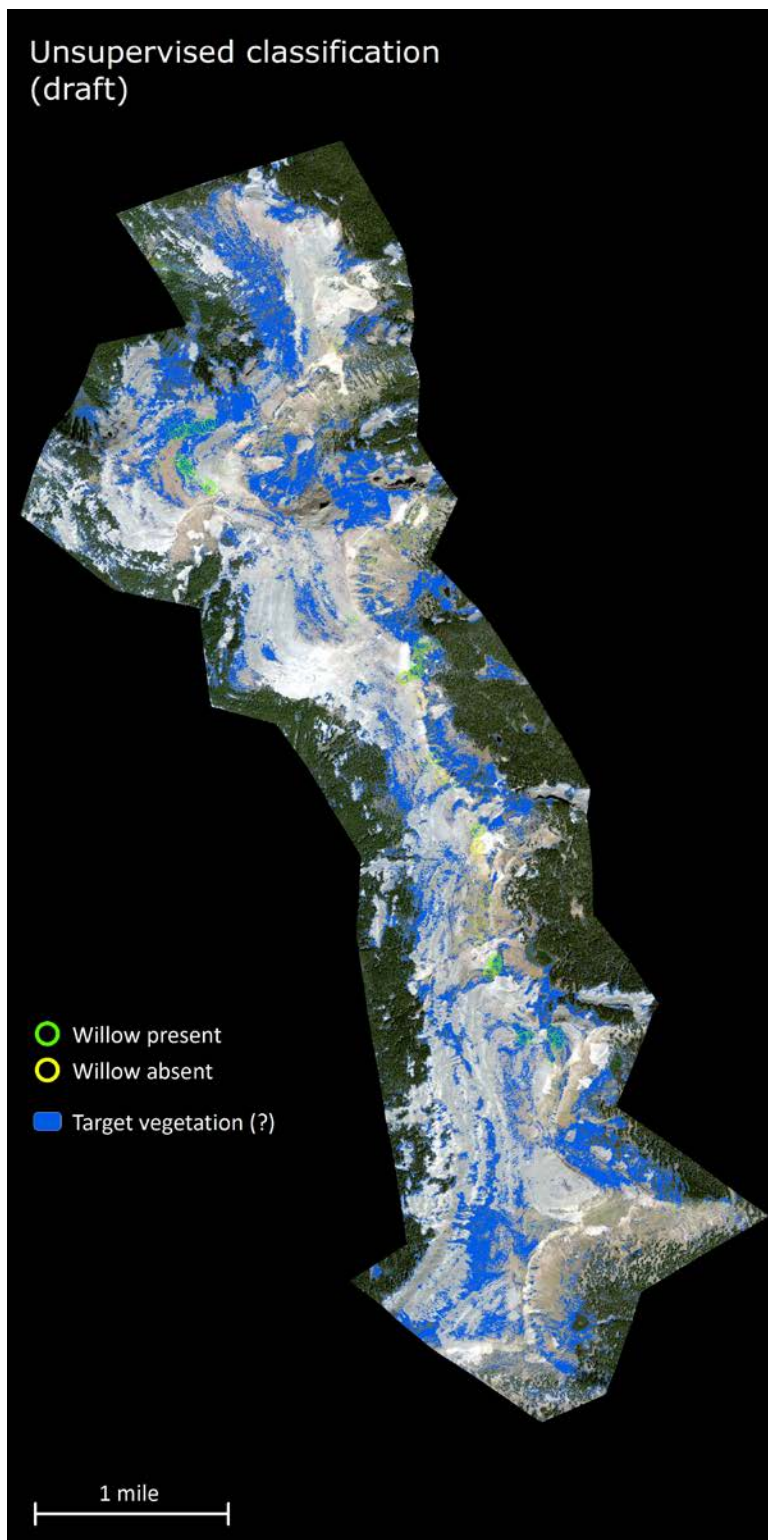 Unsupervised classification
(draft)
Willow present
Willow absent
Target vegetation (?)
1 mile